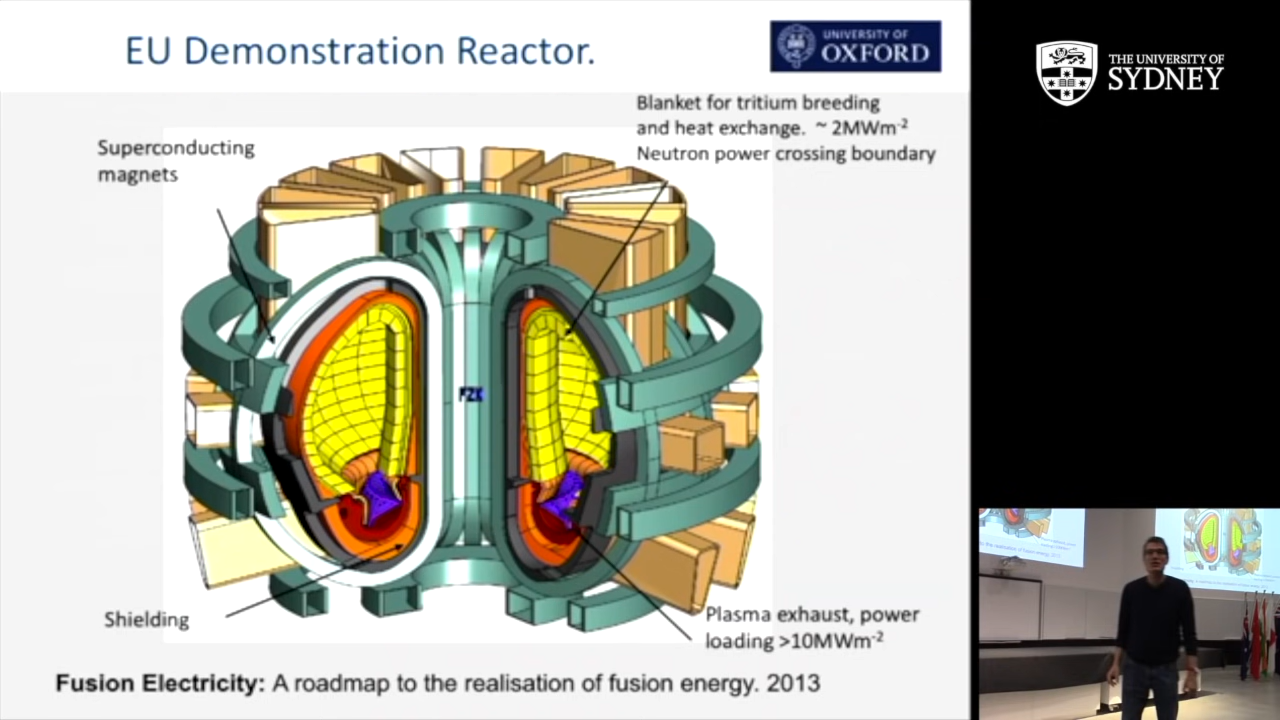 EU Demonstration Reactor.
UNIVERSITY OF
OXFORD
THE UNIVERSITY OF
SYDNEY
Blanket for tritium breeding
and heat exchange. ~ 2MWm-2
Neutron power crossing boundary
Superconducting
magnets
FZK
Shielding
Plasma exhaust, power
loading >10MWm-2
Fusion Electricity: A roadmap to the realisation of fusion energy. 2013